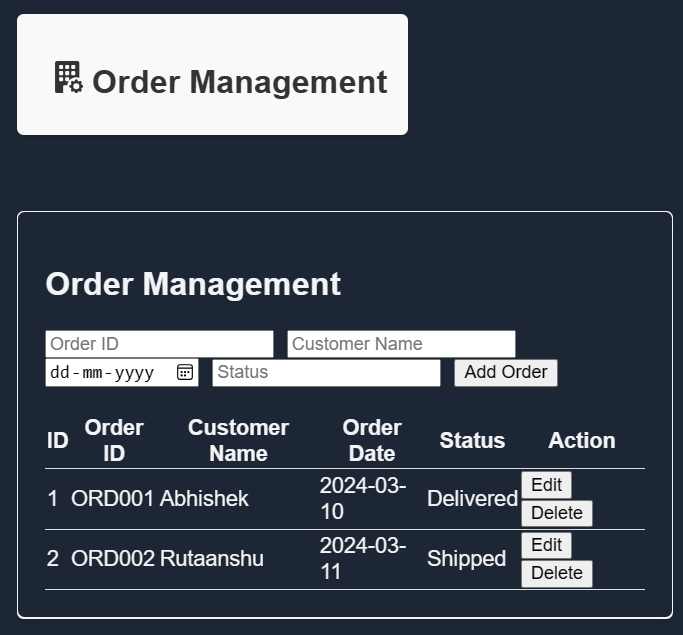 Order Management
Order Management
Order ID Customer Name
dd-mm-yyyy Status Add Order
ID Order ID Customer Name Order Date Status Action
1 ORD001 Abhishek 2024-03-10 Delivered Edit Delete
2 ORD002 Rutaanshu 2024-03-11 Shipped Edit Delete